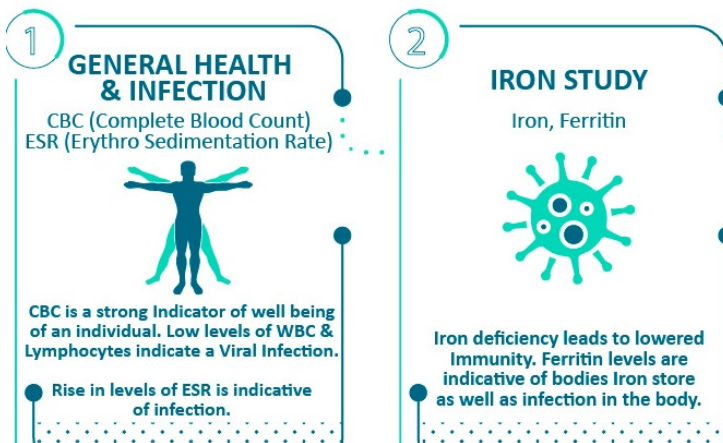 1
GENERAL HEALTH
& INFECTION
CBC (Complete Blood Count)
ESR (Erythro Sedimentation Rate)
CBC is a strong Indicator of well being
of an individual. Low levels of WBC &
Lymphocytes indicate a Viral Infection.
Rise in levels of ESR is indicative
of infection.
2
IRON STUDY
Iron, Ferritin
Iron deficiency leads to lowered
Immunity. Ferritin levels are
indicative of bodies Iron store
as well as infection in the body.